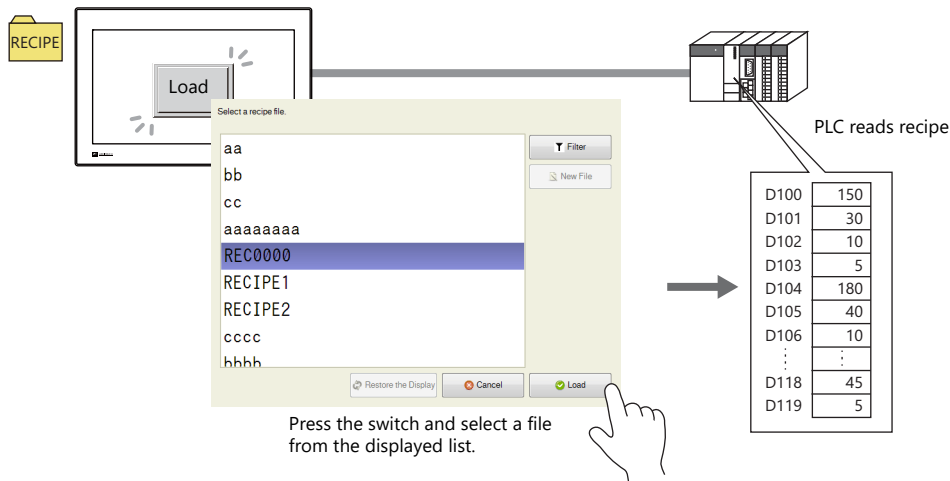 RECIPE
Load
Select a recipe file.
aa
bb
cc
aaaaaaaa
REC0000
RECIPE1
RECIPE2
cccc
bbbb
Filter
New File
Restore the Display
Cancel
Load
Press the switch and select a file
from the displayed list.
PLC reads recipe
D100 150
D101 30
D102 10
D103 5
D104 180
D105 40
D106 10
D118 45
D119 5